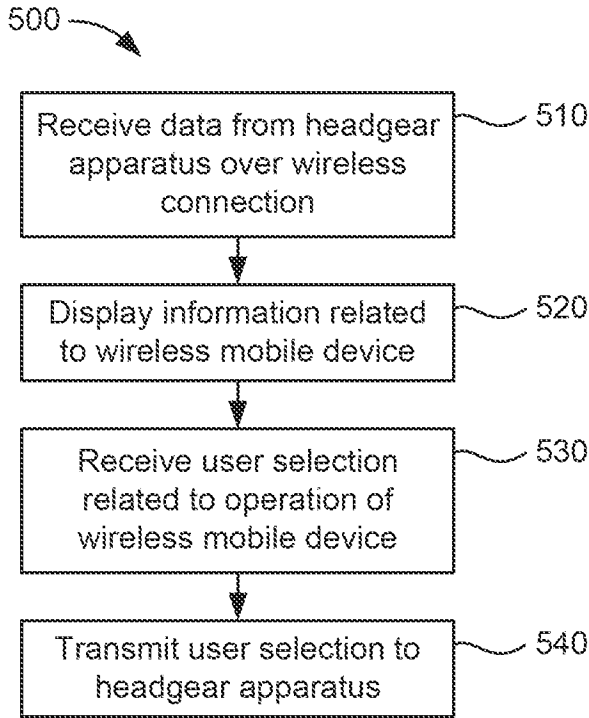 500
Receive data from headgear
apparatus over wireless
connection
510
Display information related
to wireless mobile device
520
Receive user selection
related to operation of
wireless mobile device
530
Transmit user selection to
headgear apparatus
540